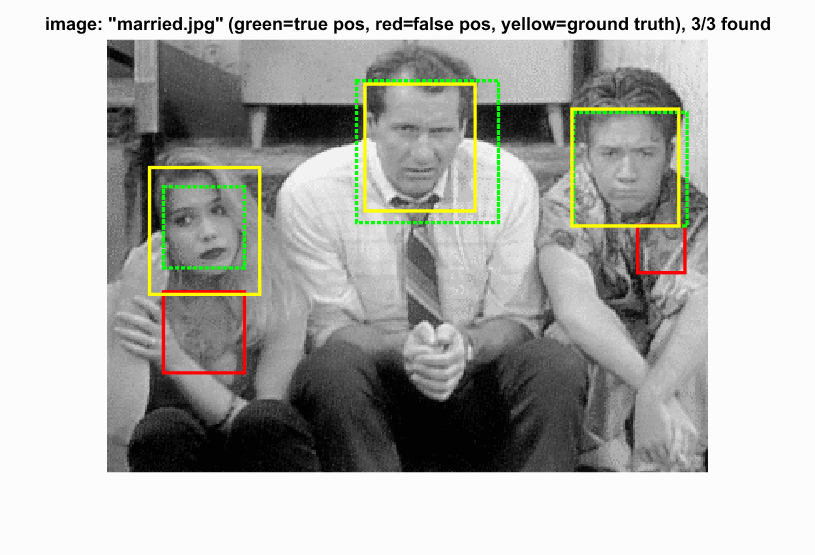 image: "married.jpg" (green=true pos, red=false pos, yellow=ground truth), 3/3 found